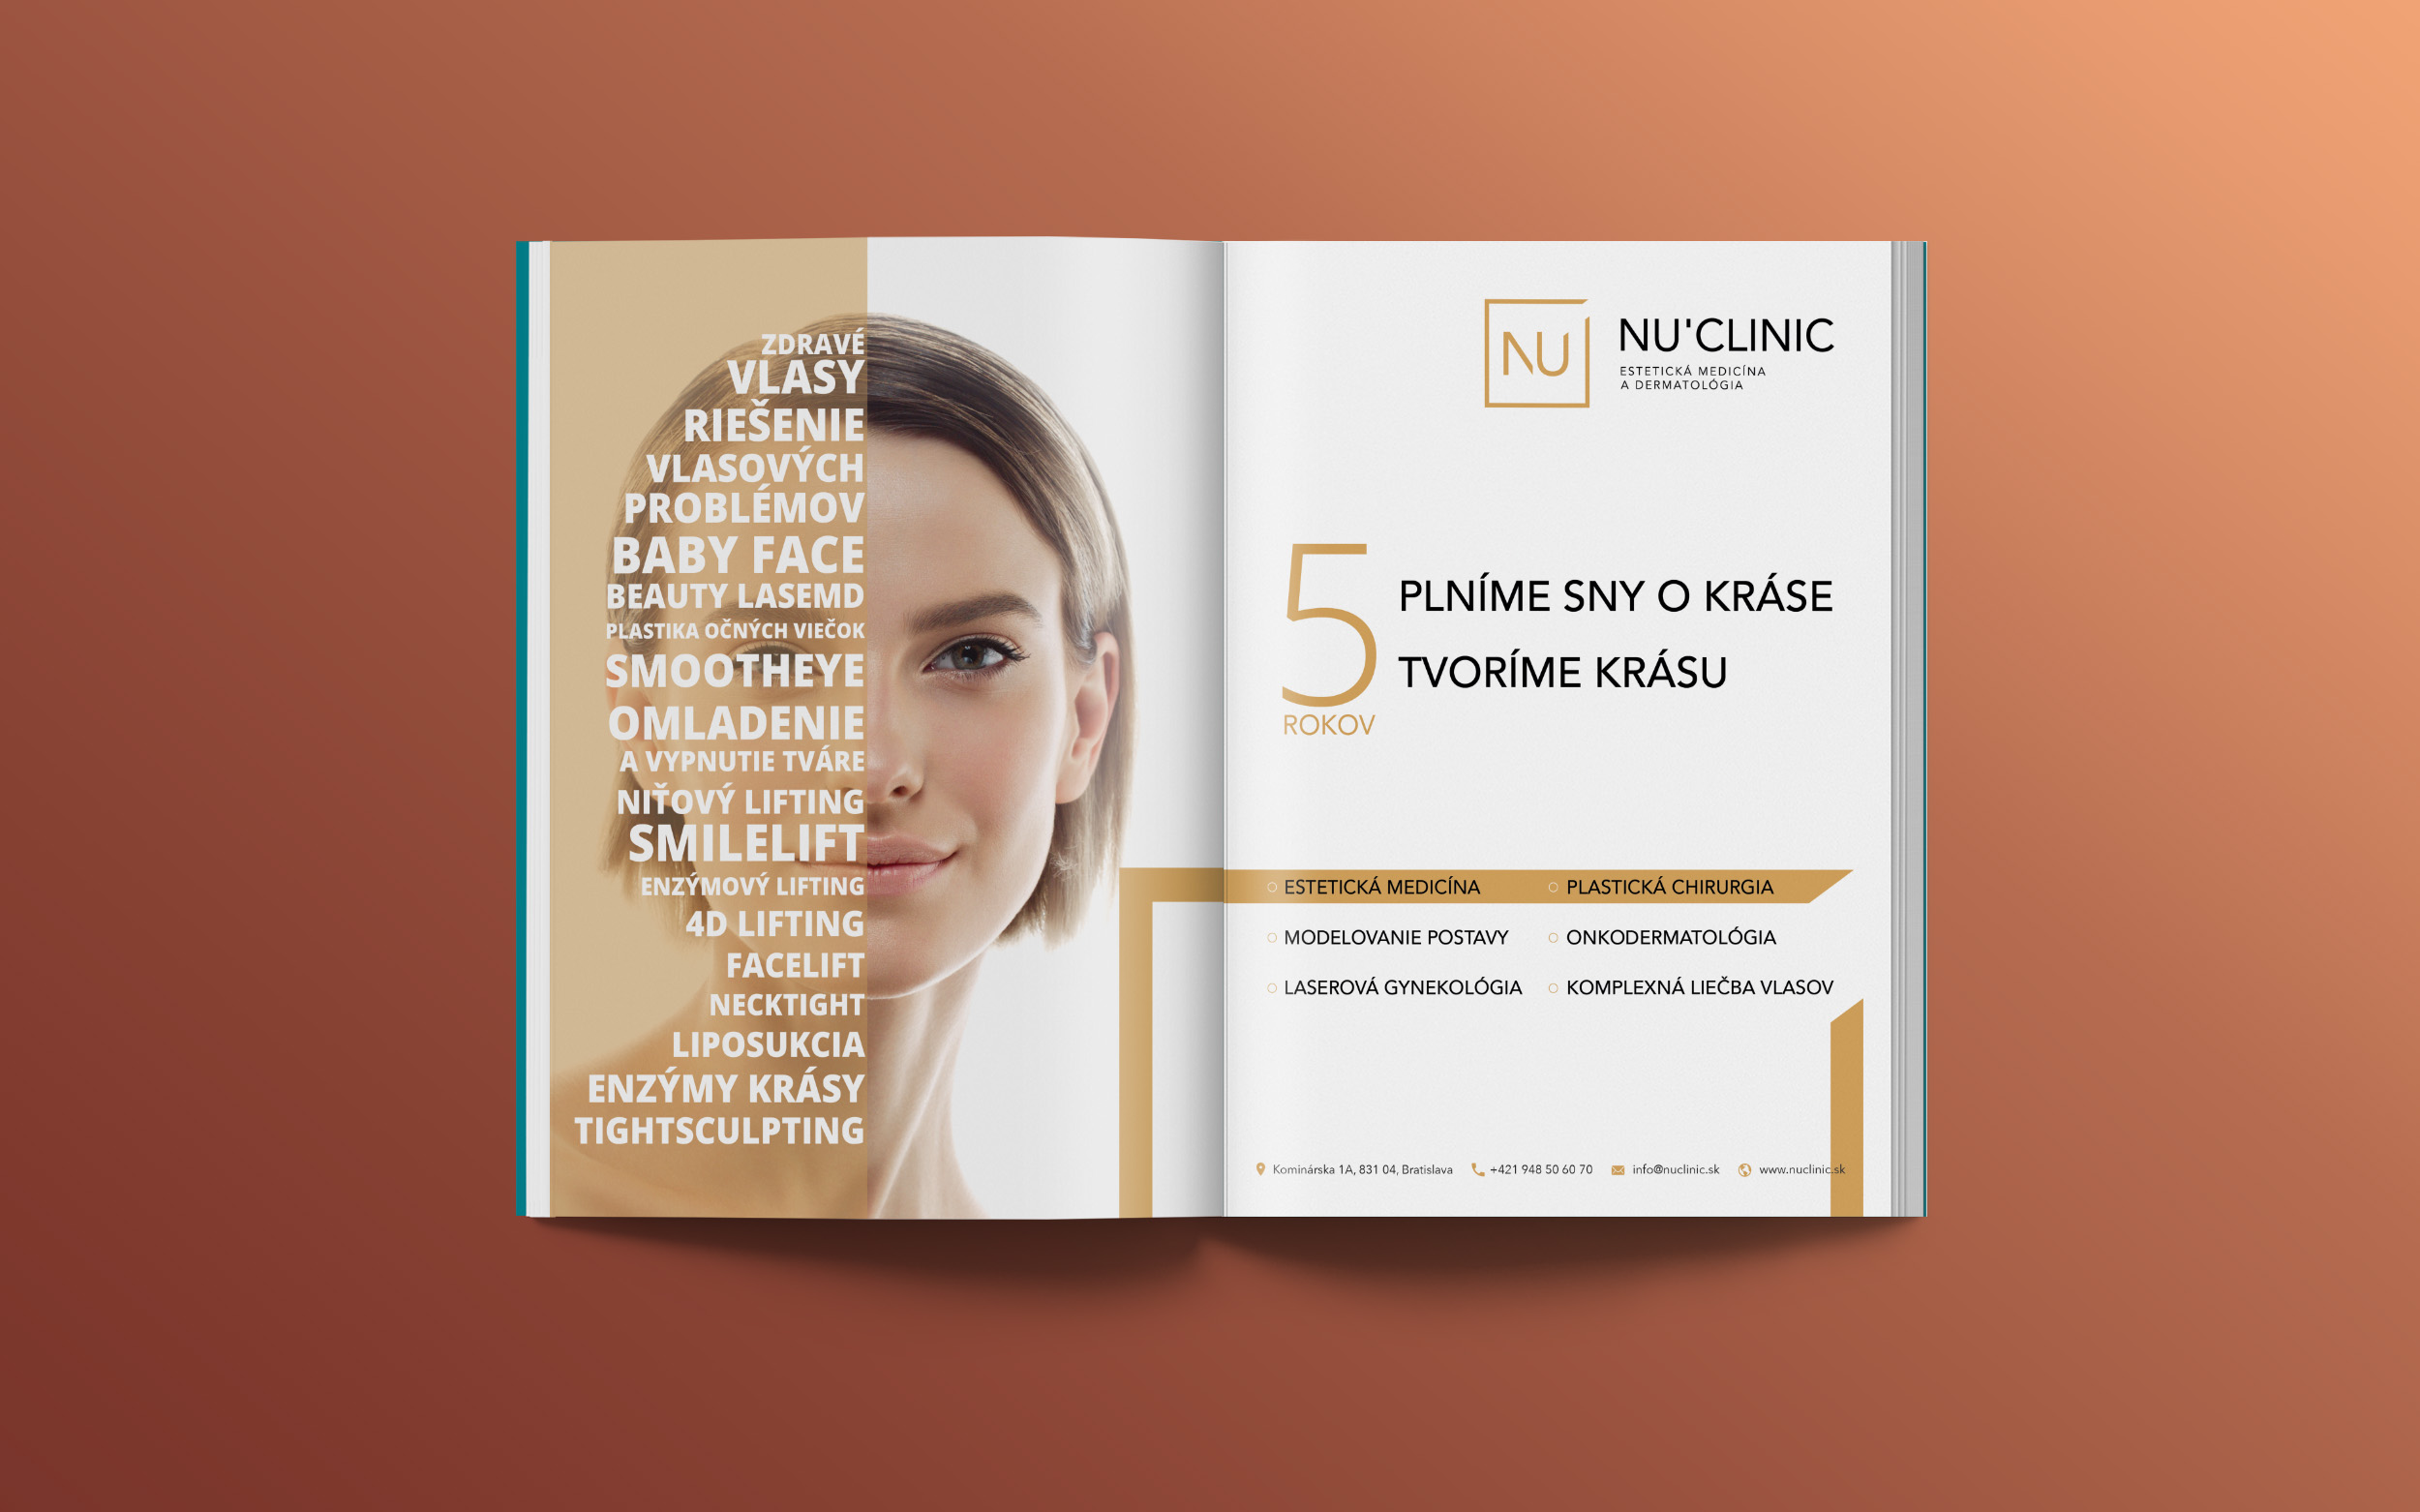 ZDRAVÉ
VLASY
RIEŠENIE
VLASOVÝCH
PROBLÉMOV
BABY FACE
BEAUTY LASEMD
PLASTIKA OČNÝCH VIEČOK
SMOOTHEYE
OMLADENIE
A VYPNUTIE TVÁRE
NIŤOVÝ LIFTING
SMILELIFT
ENZÝMOVÝ LIFTING
4D LIFTING
FACELIFT
NECKTIGHT
LIPOSUKCIA
ENZÝMY KRÁSY
TIGHTSCULPTING
NU
NU'CLINIC
ESTETICKÁ MEDICÍNA
A DERMATOLÓGIA
5
ROKOV
PLNÍME SNY O KRÁSE
TVORÍME KRÁSU
ESTETICKÁ MEDICÍNA
MODELOVANIE POSTAVY
LASEROVÁ GYNEKOLÓGIA
PLASTICKÁ CHIRURGIA
ONKODERMATOLÓGIA
KOMPLEXNÁ LIEČBA VLASOV
Kominárska 1A, 831 04, Bratislava +421 948 50 60 70 info@nuclinic.sk www.nuclinic.sk